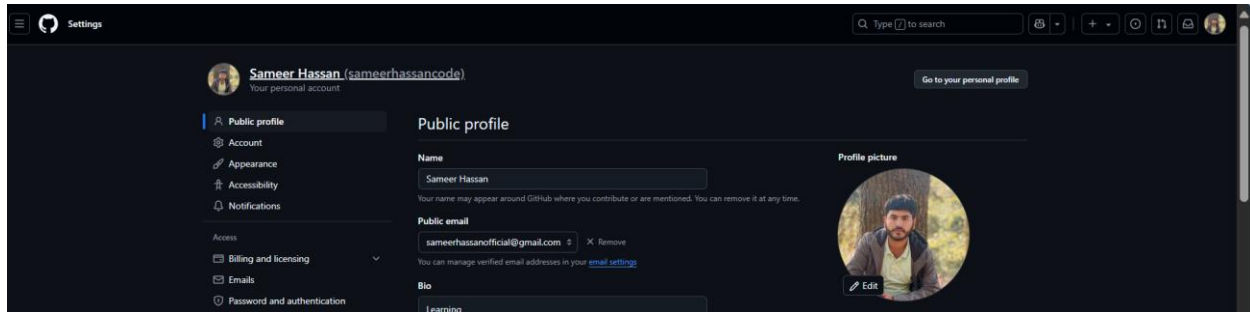 Settings
Type / to search
Sameer Hassan (sameerhassancode)
Your personal account
Go to your personal profile
Public profile
Account
Appearance
Accessibility
Notifications
Access
Billing and licensing
Emails
Password and authentication
Public profile
Name
Sameer Hassan
Your name may appear around GitHub where you contribute or are mentioned. You can remove it at any time.
Public email
sameerhassanofficial@gmail.com
Remove
You can manage verified email addresses in your email settings
Bio
Learning
Profile picture
Edit